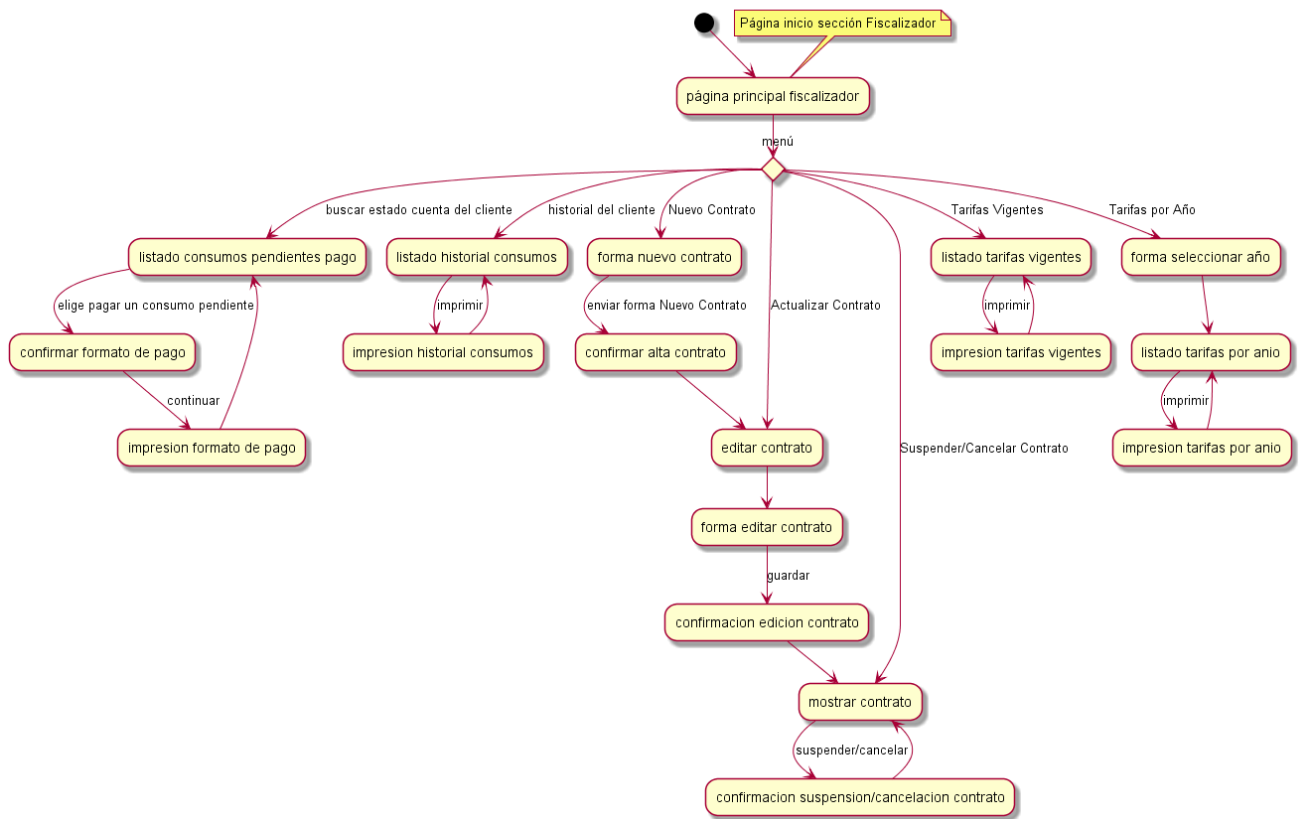 Página inicio sección Fiscalizador
página principal fiscalizador
menú
buscar estado cuenta del cliente
historial del cliente
Nuevo Contrato
Tarifas Vigentes
Tarifas por Año
listado consumos pendientes pago
listado historial consumos
forma nuevo contrato
listado tarifas vigentes
forma seleccionar año
elige pagar un consumo pendiente
imprimir
enviar forma Nuevo Contrato
Actualizar Contrato
imprimir
confirmar formato de pago
impresion historial consumos
confirmar alta contrato
impresion tarifas vigentes
listado tarifas por anio
continuar
imprimir
impresion formato de pago
editar contrato
Suspender/Cancelar Contrato
impresion tarifas por anio
forma editar contrato
guardar
confirmacion edicion contrato
mostrar contrato
suspender/cancelar
confirmacion suspension/cancelacion contrato